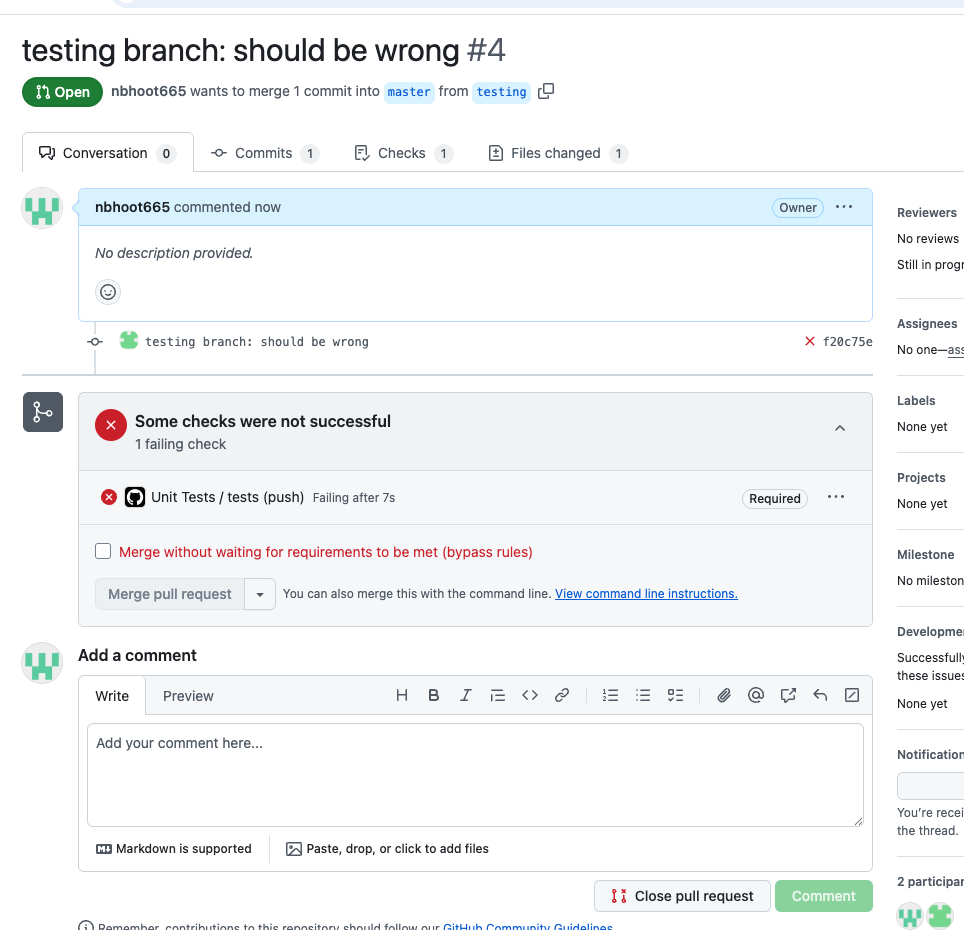 testing branch: should be wrong #4
Open nbhoot665 wants to merge 1 commit into master from testing
Conversation 0 Commits 1 Checks 1 Files changed 1
nbhoot665 commented now Owner
No description provided.
testing branch: should be wrong f20c75e
Some checks were not successful
1 failing check
Unit Tests / tests (push) Failing after 7s Required
Merge without waiting for requirements to be met (bypass rules)
Merge pull request You can also merge this with the command line. View command line instructions.
Add a comment
Write Preview
Add your comment here...
Markdown is supported Paste, drop, or click to add files
Close pull request Comment
Remember, contributions to this repository should follow our GitHub Community Guidelines
Reviewers
No reviews
Still in progr
Assignees
No one—ass
Labels
None yet
Projects
None yet
Milestone
No mileston
Developme
Successfully
these issues
None yet
Notification
You're recei
the thread.
2 participan